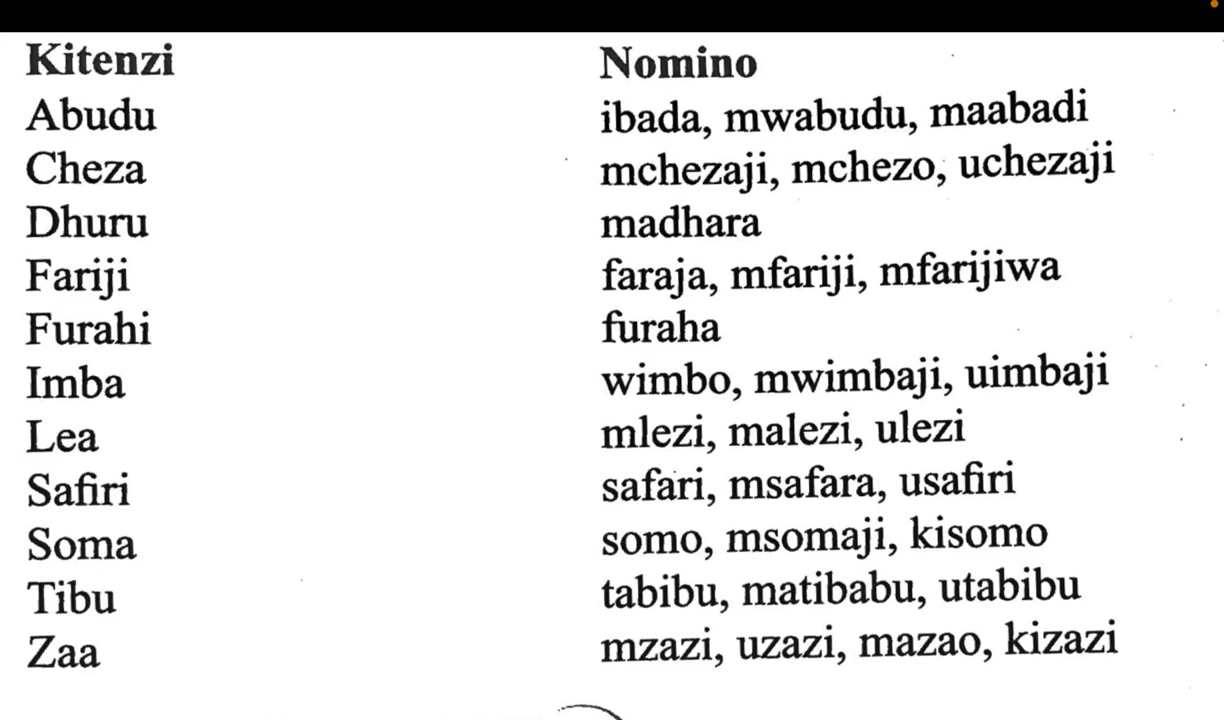 Kitenzi Nomino
Abudu ibada, mwabudu, maabadi
Cheza mchezaji, mchezo, uchezaji
Dhuru madhara
Fariji faraja, mfariji, mfarijiwa
Furahi furaha
Imba wimbo, mwimbaji, uimbaji
Lea mlezi, malezi, ulezi
Safiri safari, msafara, usafiri
Soma somo, msomaji, kisomo
Tibu tabibu, matibabu, utabibu
Zaa mzazi, uzazi, mazao, kizazi